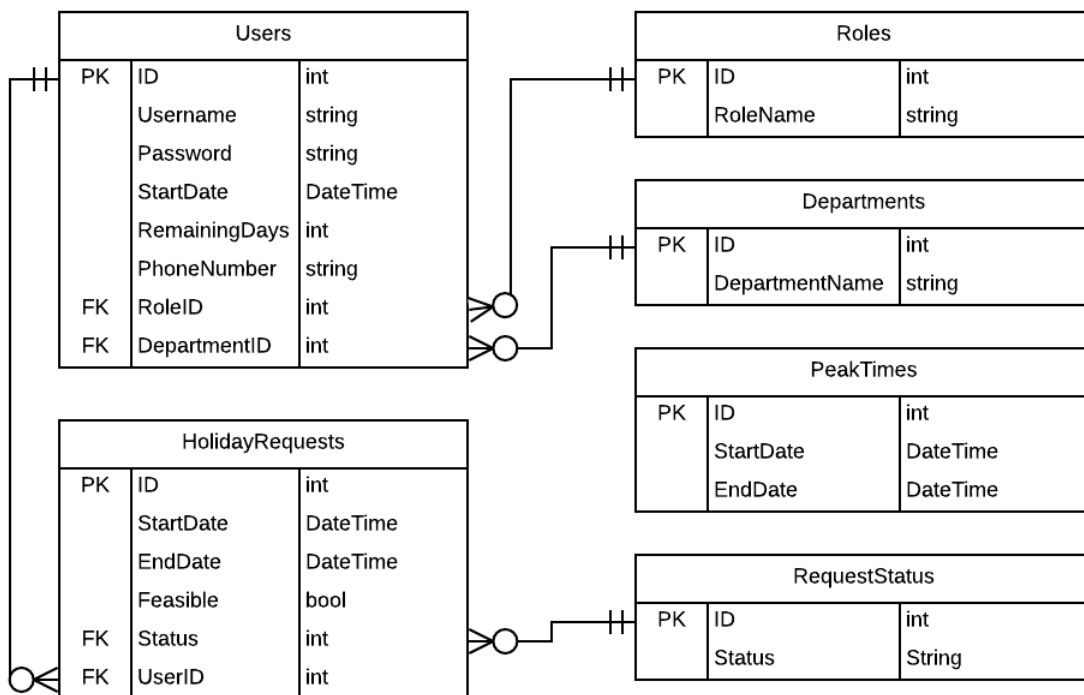 Users
PK ID int
Username string
Password string
StartDate DateTime
RemainingDays int
PhoneNumber string
FK RoleID int
FK DepartmentID int
HolidayRequests
PK ID int
StartDate DateTime
EndDate DateTime
Feasible bool
FK Status int
FK UserID int
Roles
PK ID int
RoleName string
Departments
PK ID int
DepartmentName string
PeakTimes
PK ID int
StartDate DateTime
EndDate DateTime
RequestStatus
PK ID int
Status String